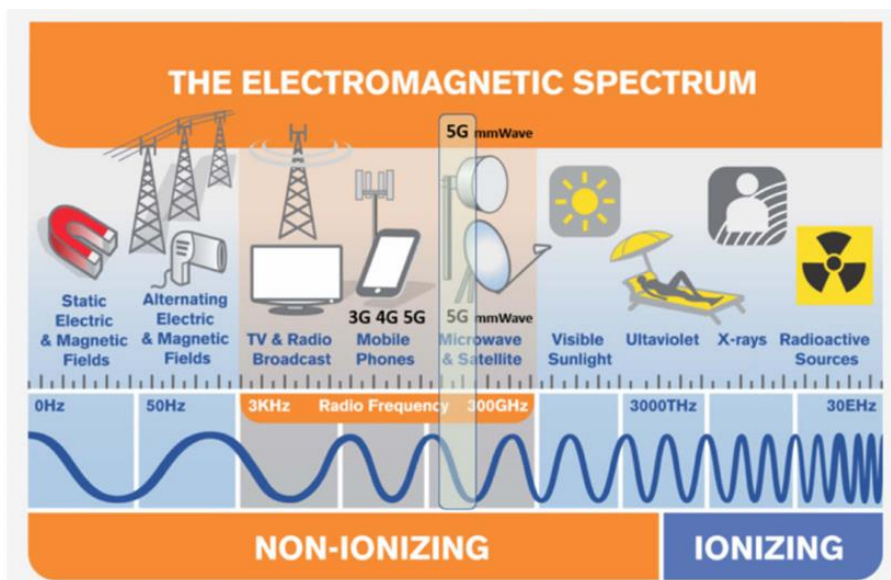 THE ELECTROMAGNETIC SPECTRUM
5G mmWave
Static
Electric
& Magnetic
Fields
Alternating
Electric
& Magnetic
Fields
TV & Radio
Broadcast
3G 4G 5G
Mobile
Phones
5G mmWave
Microwave
& Satellite
Visible
Sunlight
Ultaviolet
X-rays
Radioactive
Sources
0Hz
50Hz
3KHz
Radio Frequency
300GHz
3000THz
30EHz
NON-IONIZING
IONIZING